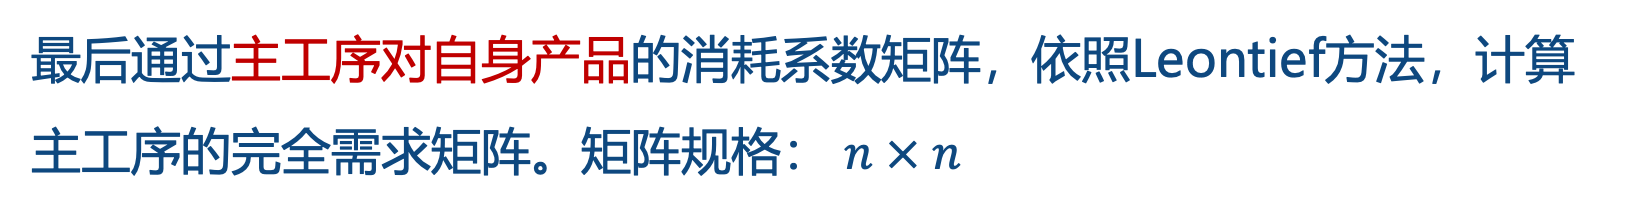 最后通过主工序对自身产品的消耗系数矩阵，依照Leontief方法，计算
主工序的完全需求矩阵。矩阵规格： n × n